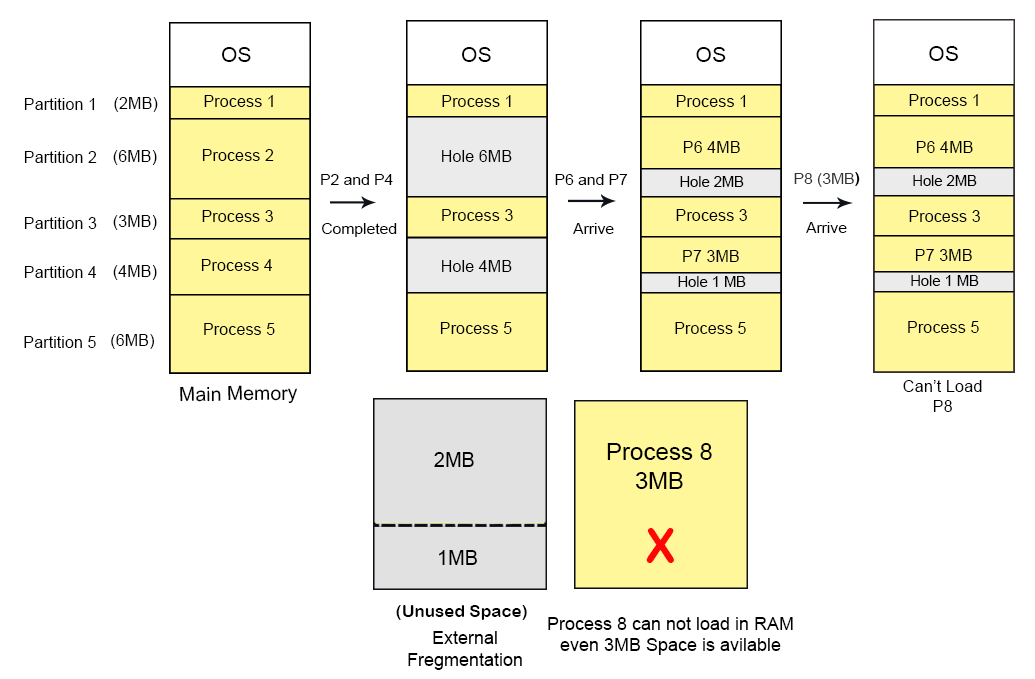 OS
OS
OS
OS
Partition 1 (2MB)
Process 1
Process 1
Process 1
Process 1
Partition 2 (6MB)
Process 2
Hole 6MB
P6 4MB
P6 4MB
P2 and P4
Completed
P6 and P7
Arrive
Hole 2MB
P8 (3MB)
Arrive
Hole 2MB
Partition 3 (3MB)
Process 3
Process 3
Process 3
Process 3
Partition 4 (4MB)
Process 4
Hole 4MB
P7 3MB
P7 3MB
Hole 1 MB
Hole 1 MB
Partition 5 (6MB)
Process 5
Process 5
Process 5
Process 5
Main Memory
Can't Load
P8
2MB
1MB
Process 8
3MB
X
(Unused Space)
External
Fregmentation
Process 8 can not load in RAM
even 3MB Space is avilable